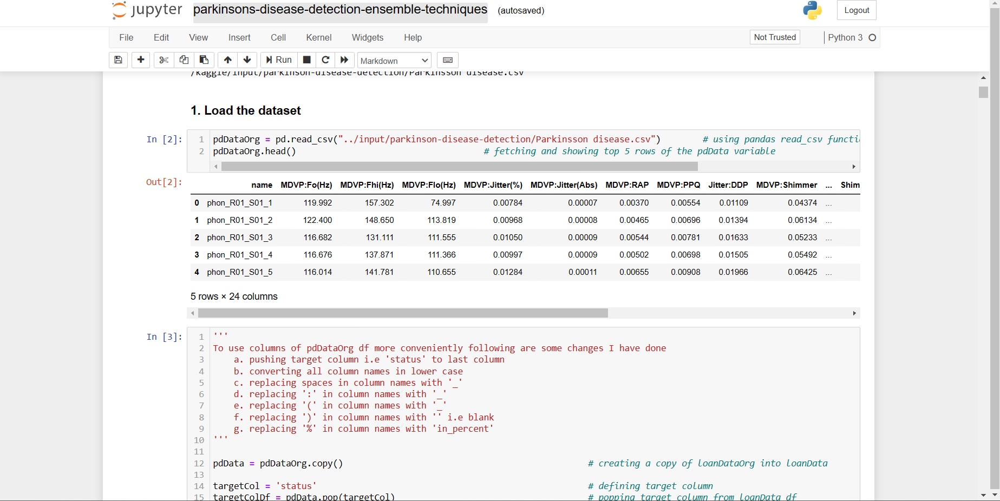 jupyter parkinsons-disease-detection-ensemble-techniques (autosaved) Logout
File Edit View Insert Cell Kernel Widgets Help Not Trusted Python 3
Run Markdown
/kaggle/input/parkinson-disease-detection/Parkinsson disease.csv
1. Load the dataset
In [2]:
1 pdDataOrg = pd.read_csv("../input/parkinson-disease-detection/Parkinsson disease.csv") # using pandas read_csv functi
2 pdDataOrg.head() # fetching and showing top 5 rows of the pdData variable
Out[2]:
name MDVP:Fo(Hz) MDVP:Fhi(Hz) MDVP:Flo(Hz) MDVP:Jitter(%) MDVP:Jitter(Abs) MDVP:RAP MDVP:PPQ Jitter:DDP MDVP:Shimmer ... Shim
0 phon_R01_S01_1 119.992 157.302 74.997 0.00784 0.00007 0.00370 0.00554 0.01109 0.04374 ...
1 phon_R01_S01_2 122.400 148.650 113.819 0.00968 0.00008 0.00465 0.00696 0.01394 0.06134 ...
2 phon_R01_S01_3 116.682 131.111 111.555 0.01050 0.00009 0.00544 0.00781 0.01633 0.05233 ...
3 phon_R01_S01_4 116.676 137.871 111.366 0.00997 0.00009 0.00502 0.00698 0.01505 0.05492 ...
4 phon_R01_S01_5 116.014 141.781 110.655 0.01284 0.00011 0.00655 0.00908 0.01966 0.06425 ...
5 rows × 24 columns
In [3]:
1 '''
2 To use columns of pdDataOrg df more conveniently following are some changes I have done
3 a. pushing target column i.e 'status' to last column
4 b. converting all column names in lower case
5 c. replacing spaces in column names with '_'
6 d. replacing ':' in column names with '_'
7 e. replacing '(' in column names with '_'
8 f. replacing ')' in column names with '' i.e blank
9 g. replacing '%' in column names with 'in_percent'
10 '''
11
12 pdData = pdDataOrg.copy() # creating a copy of loanDataOrg into loanData
13
14 targetCol = 'status' # defining target column
15 targetColDf = pdData.pop(targetCol) # popping target column from loanData df